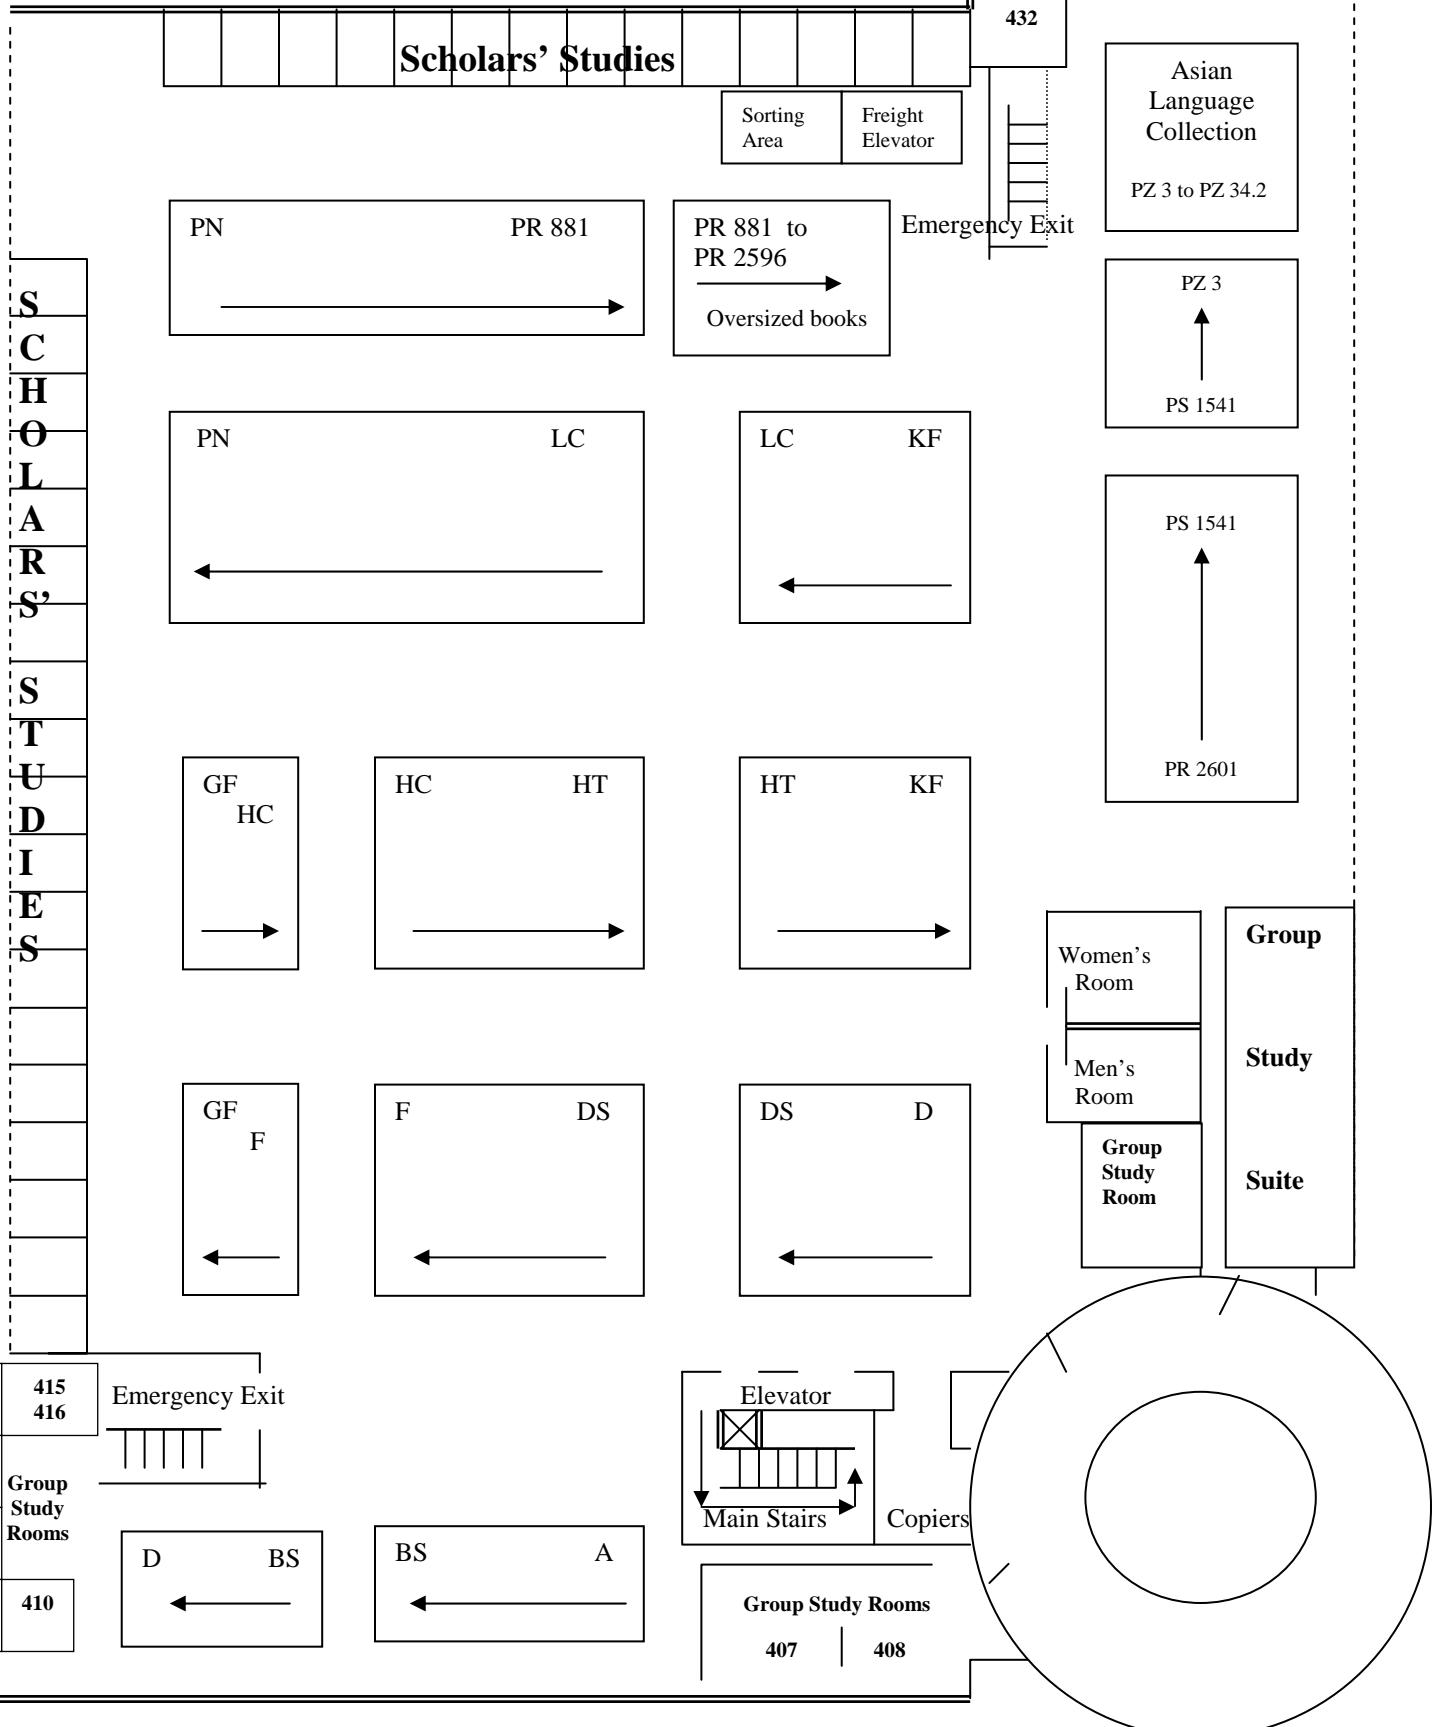 432
Scholars’ Studies
Asian
Language
Collection
PZ 3 to PZ 34.2
Sorting
Area
Freight
Elevator
PN PR 881
PR 881 to
PR 2596
Oversized books
Emergency Exit
SCHOLARS’ STUDIES
PZ 3
PS 1541
PN LC
LC KF
PS 1541
PR 2601
GF
HC
HC HT
HT KF
Women’s
Room
Men’s
Room
Group
Study
Suite
Group
Study
Room
GF
F
F DS
DS D
415
416
Emergency Exit
Elevator
Main Stairs
Copiers
Group
Study
Rooms
D BS
BS A
410
Group Study Rooms
407 408